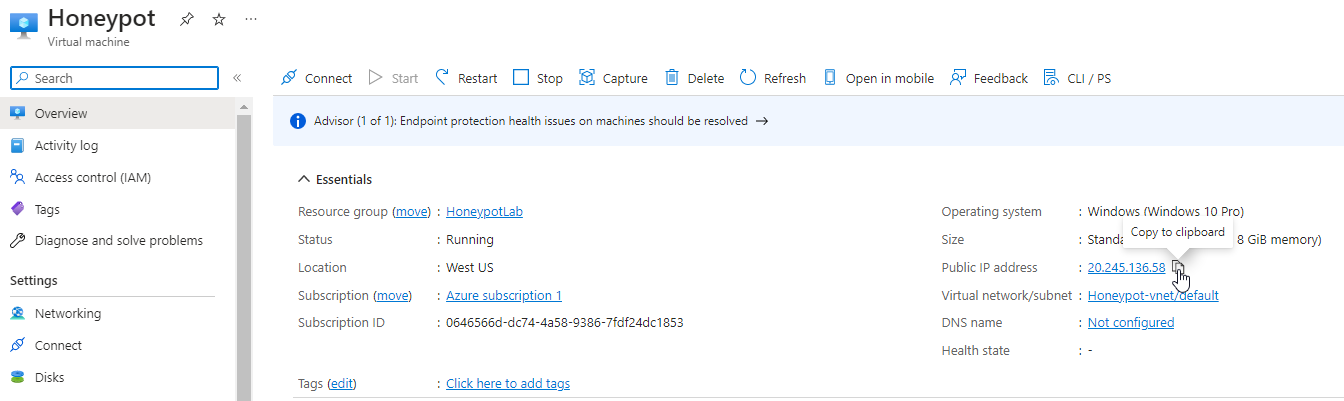 Honeypot
Virtual machine
Search
Overview
Activity log
Access control (IAM)
Tags
Diagnose and solve problems
Settings
Networking
Connect
Disks
Connect Start Restart Stop Capture Delete Refresh Open in mobile Feedback CLI / PS
Advisor (1 of 1): Endpoint protection health issues on machines should be resolved →
Essentials
Resource group (move) : HoneypotLab
Status : Running
Location : West US
Subscription (move) : Azure subscription 1
Subscription ID : 0646566d-dc74-4a58-9386-7fdf24dc1853
Tags (edit) : Click here to add tags
Operating system : Windows (Windows 10 Pro)
Copy to clipboard
Size : 8 GiB memory)
Public IP address : 20.245.136.58
Virtual network/subnet : Honeypot-vnet/default
DNS name : Not configured
Health state : -